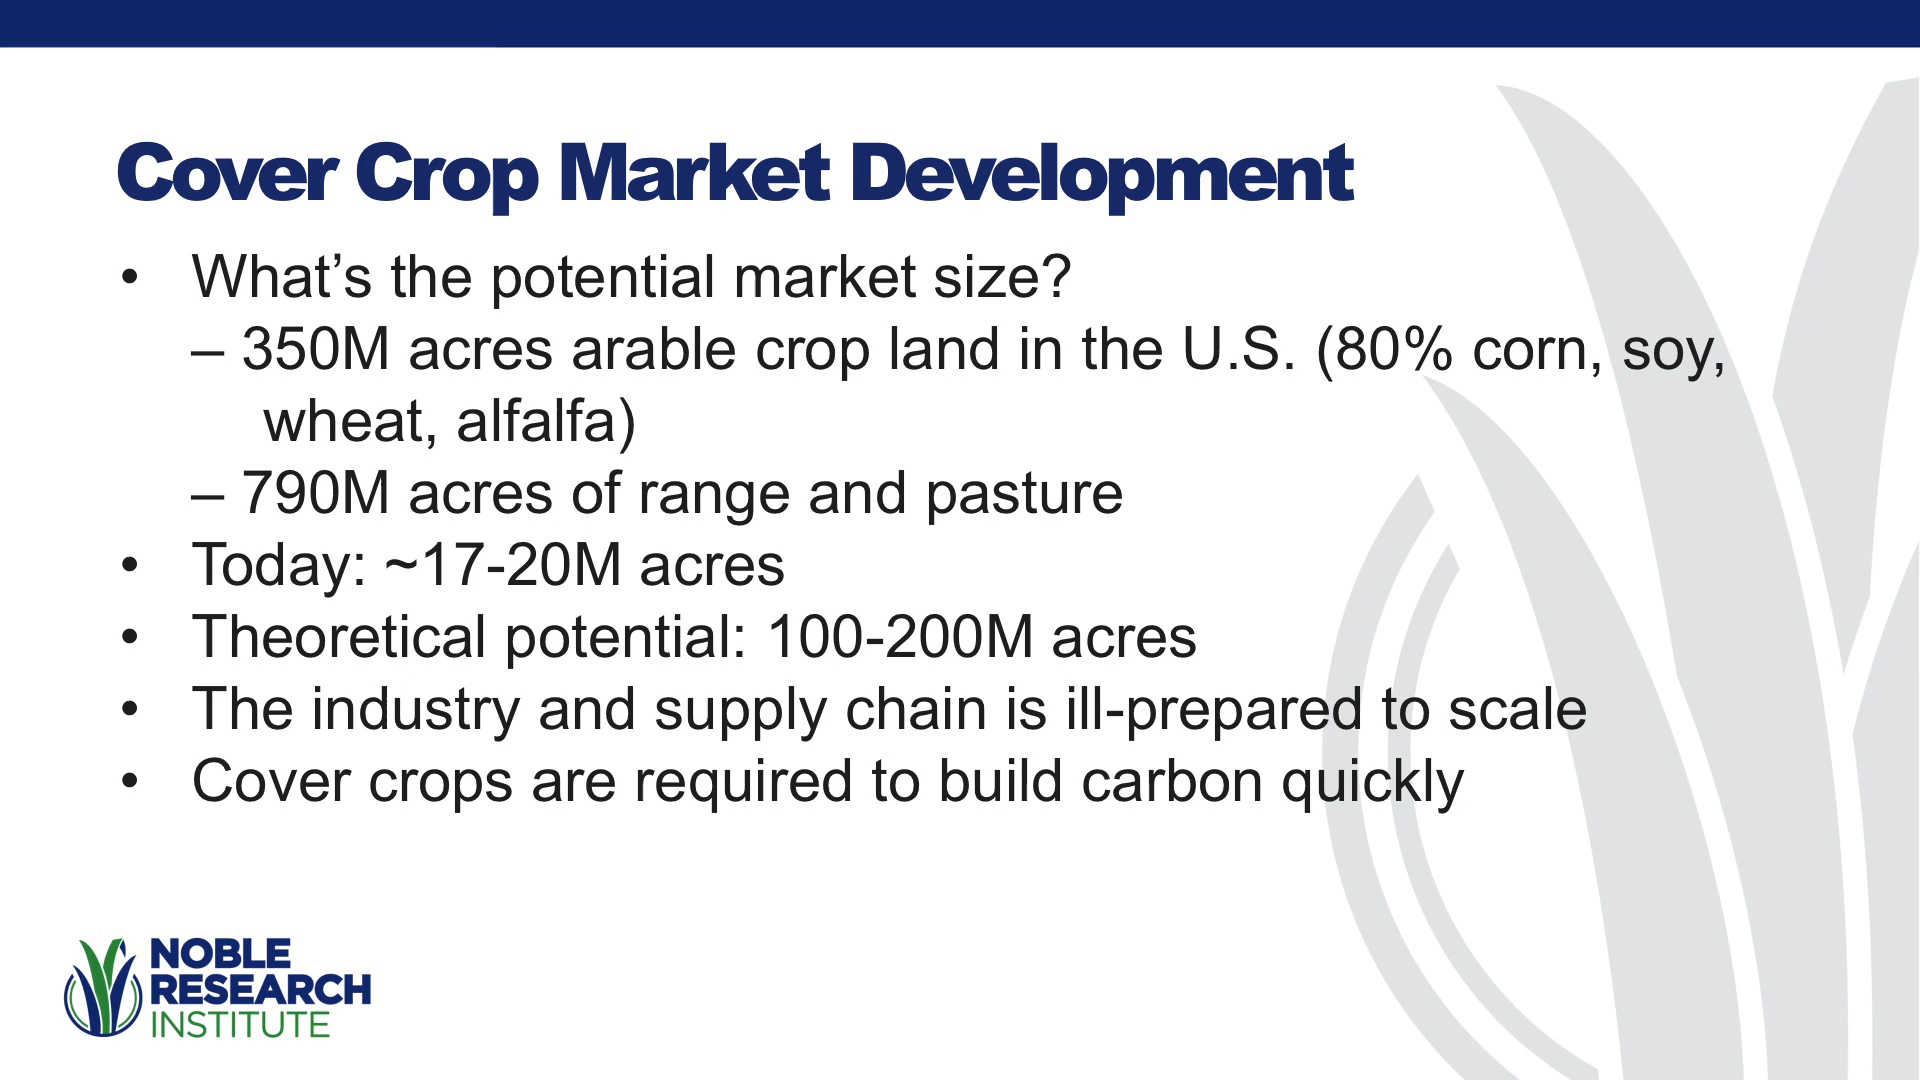 Cover Crop Market Development
• What’s the potential market size?
– 350M acres arable crop land in the U.S. (80% corn, soy,
wheat, alfalfa)
– 790M acres of range and pasture
• Today: ~17-20M acres
• Theoretical potential: 100-200M acres
• The industry and supply chain is ill-prepared to scale
• Cover crops are required to build carbon quickly
NOBLE
RESEARCH
INSTITUTE